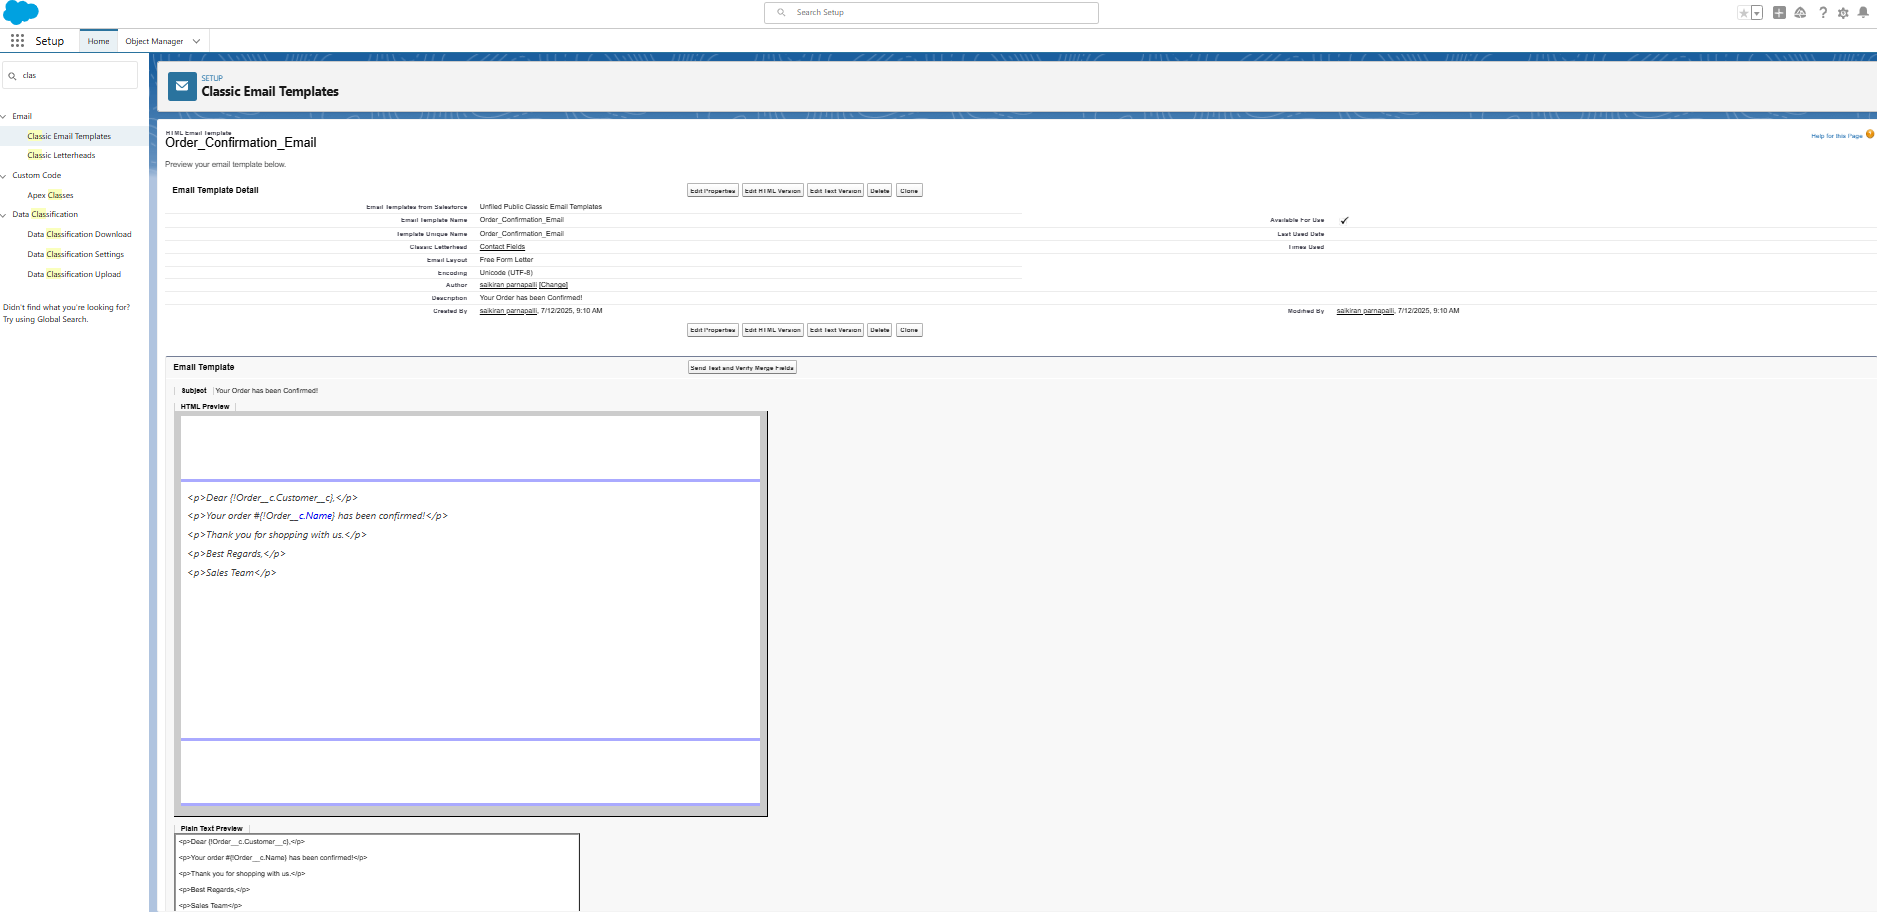 Search Setup
Setup
Home
Object Manager
clas
Email
Classic Email Templates
Classic Letterheads
Custom Code
Apex Classes
Data Classification
Data Classification Download
Data Classification Settings
Data Classification Upload
Didn't find what you're looking for?
Try using Global Search.
SETUP
Classic Email Templates
HTML Email Template
Order_Confirmation_Email
Help for this Page
Preview your email template below.
Email Template Detail
Edit Properties Edit HTML Version Edit Text Version Delete Clone
Email Templates from Salesforce Unfiled Public Classic Email Templates
Email Template Name Order_Confirmation_Email Available For Use ✓
Template Unique Name Order_Confirmation_Email Last Used Date
Classic Letterhead Contact Fields Times Used
Email Layout Free Form Letter
Encoding Unicode (UTF-8)
Author saikiran parnapalli [Change]
Description Your Order has been Confirmed!
Created By saikiran parnapalli, 7/12/2025, 9:10 AM Modified By saikiran parnapalli, 7/12/2025, 9:10 AM
Edit Properties Edit HTML Version Edit Text Version Delete Clone
Email Template
Send Test and Verify Merge Fields
Subject Your Order has been Confirmed!
HTML Preview
<p>Dear {!Order__c.Customer__c},</p>
<p>Your order #{!Order__c.Name} has been confirmed!</p>
<p>Thank you for shopping with us.</p>
<p>Best Regards,</p>
<p>Sales Team</p>
Plain Text Preview
<p>Dear {!Order__c.Customer__c},</p>
<p>Your order #{!Order__c.Name} has been confirmed!</p>
<p>Thank you for shopping with us.</p>
<p>Best Regards,</p>
<p>Sales Team</p>